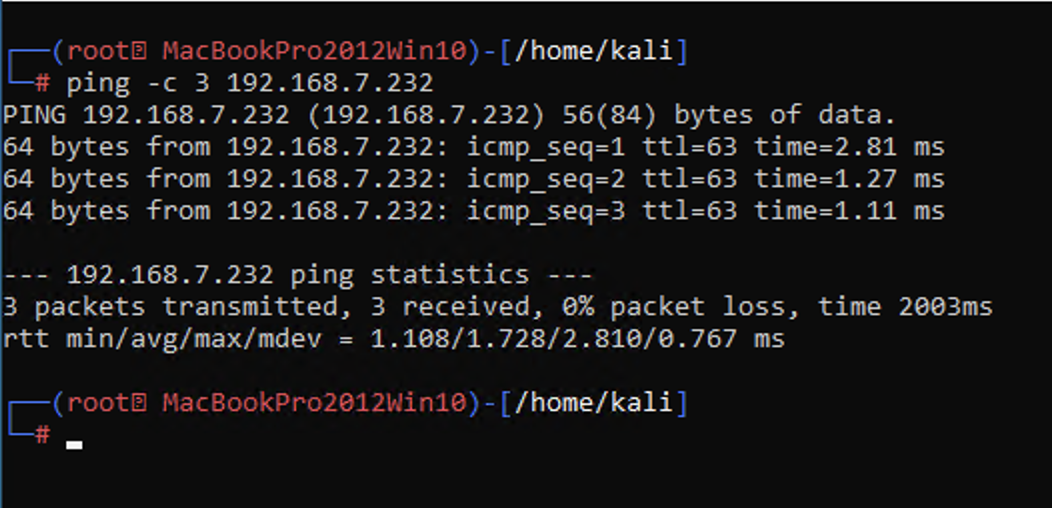 ┌──(root㉿ MacBookPro2012Win10)-[/home/kali]
└─# ping -c 3 192.168.7.232
PING 192.168.7.232 (192.168.7.232) 56(84) bytes of data.
64 bytes from 192.168.7.232: icmp_seq=1 ttl=63 time=2.81 ms
64 bytes from 192.168.7.232: icmp_seq=2 ttl=63 time=1.27 ms
64 bytes from 192.168.7.232: icmp_seq=3 ttl=63 time=1.11 ms
--- 192.168.7.232 ping statistics ---
3 packets transmitted, 3 received, 0% packet loss, time 2003ms
rtt min/avg/max/mdev = 1.108/1.728/2.810/0.767 ms
┌──(root㉿ MacBookPro2012Win10)-[/home/kali]
└─#